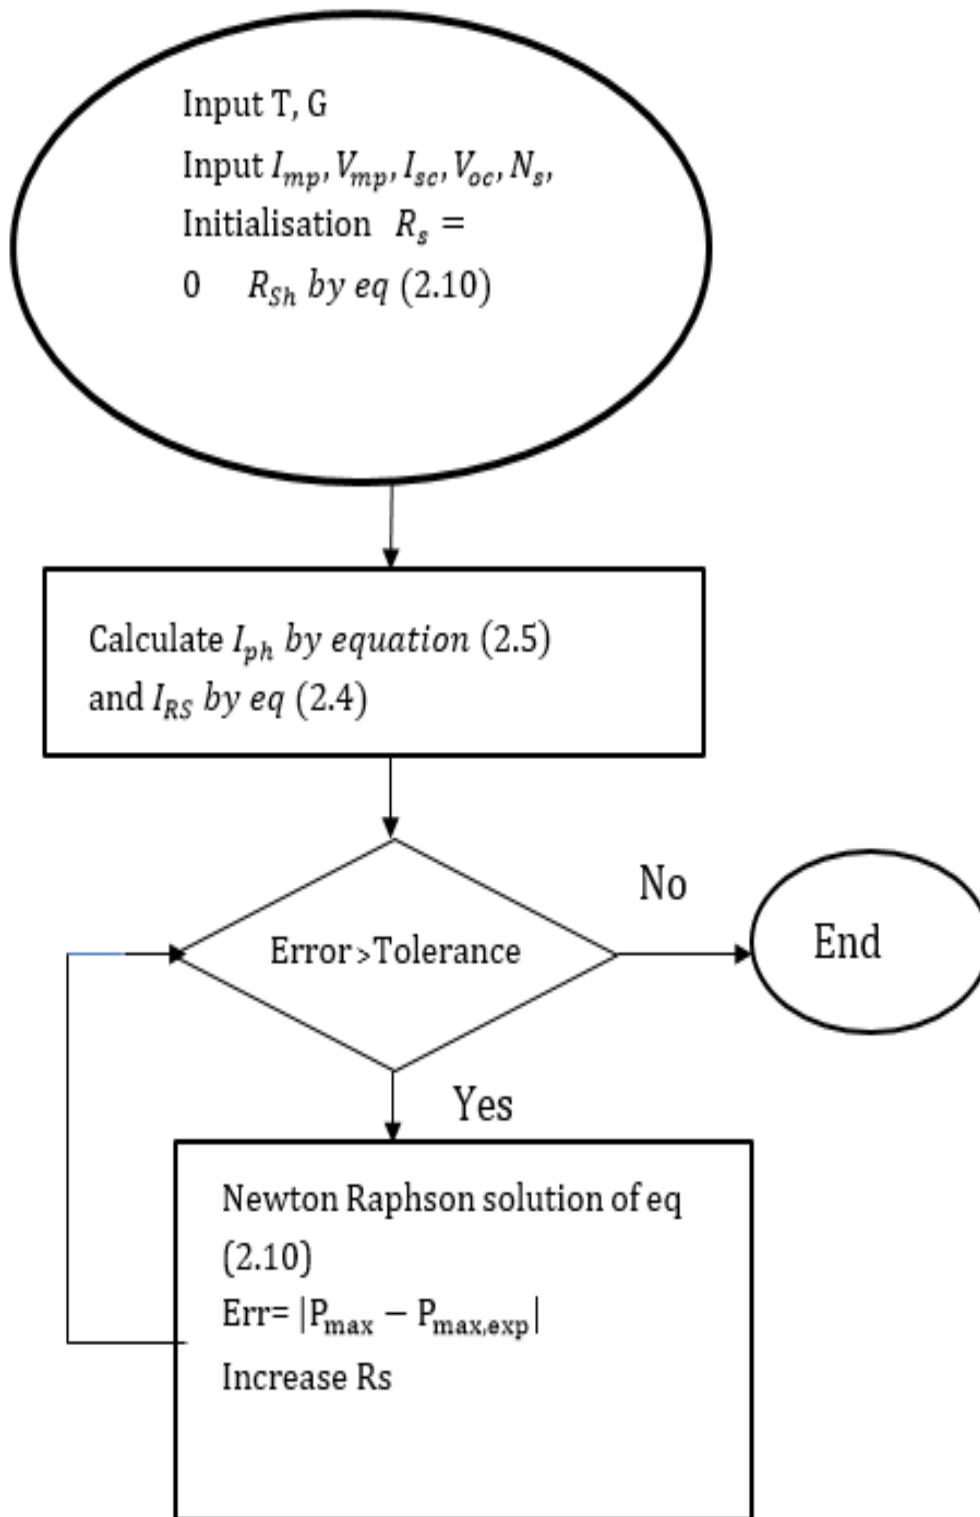 Input T, G
Input I_mp, V_mp, I_sc, V_oc, N_s,
Initialisation R_s =
0 R_Sh by eq (2.10)
Calculate I_ph by equation (2.5)
and I_RS by eq (2.4)
Error>Tolerance
No
End
Yes
Newton Raphson solution of eq
(2.10)
Err= |P_max − P_max,exp|
Increase Rs